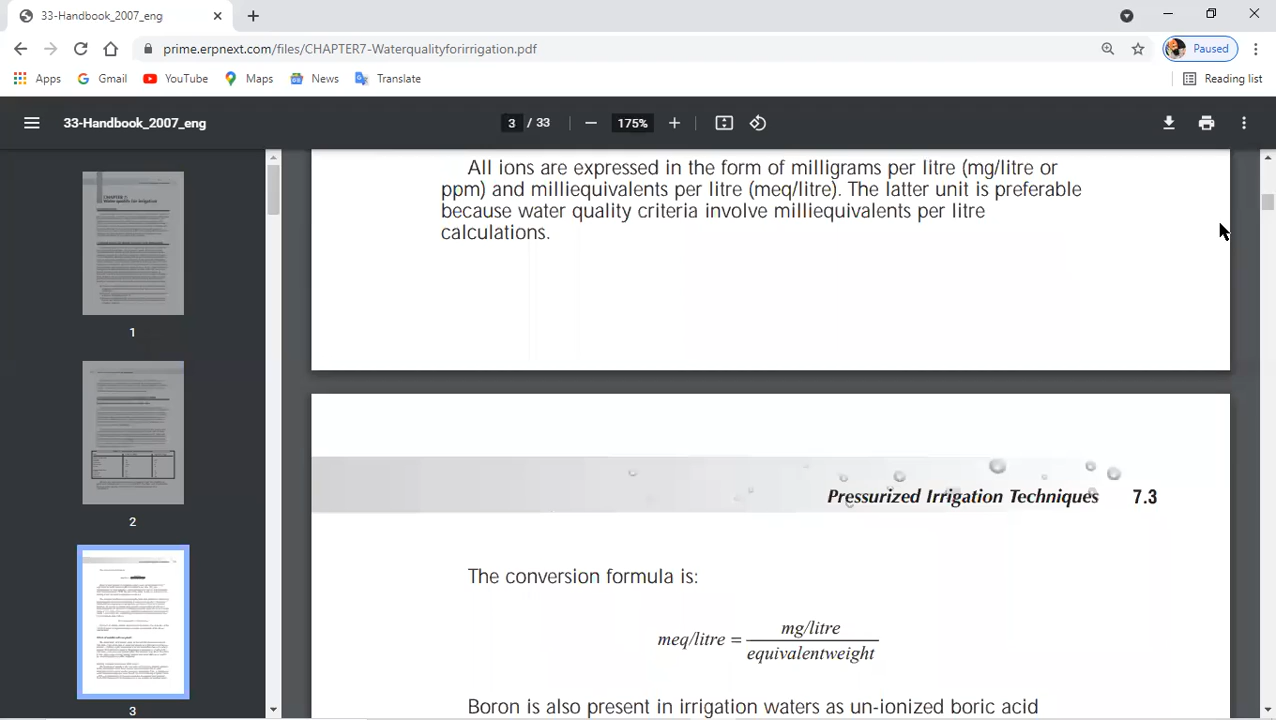 33-Handbook_2007_eng
prime.erpnext.com/files/CHAPTER7-Waterqualityforirrigation.pdf
Paused
Apps Gmail YouTube Maps News Translate Reading list
33-Handbook_2007_eng 3 / 33 175%
All ions are expressed in the form of milligrams per litre (mg/litre or
ppm) and milliequivalents per litre (meq/litre). The latter unit is preferable
because water quality criteria involve milliequivalents per litre
calculations.
1
2
3
Pressurized Irrigation Techniques 7.3
The conversion formula is:
meq/litre = mg/litre
equivalentweight
Boron is also present in irrigation waters as un-ionized boric acid